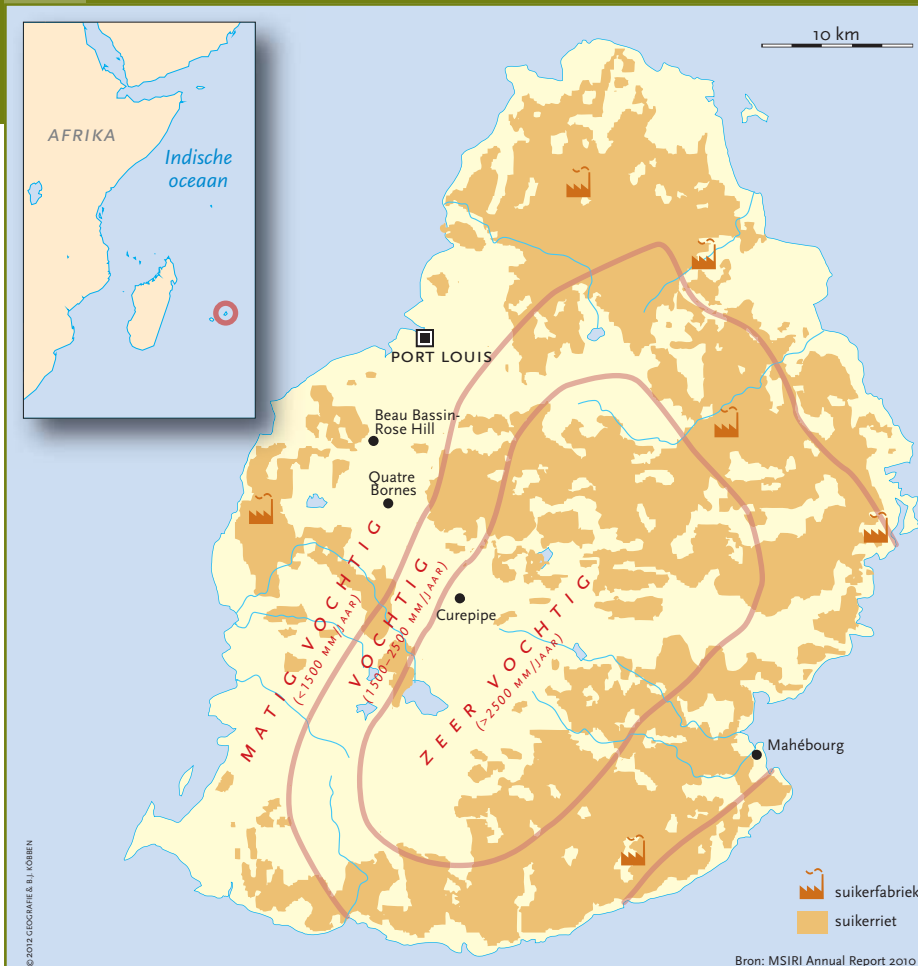 10 km
AFRIKA
Indische
oceaan
PORT LOUIS
Beau Bassin-
Rose Hill
Quatre
Bornes
MATIG VOCHTIG
(<1500 MM/JAAR)
VOCHTIG
(1500–2500 MM/JAAR)
Curepipe
ZEER VOCHTIG
(>2500 MM/JAAR)
Mahébourg
suikerfabriek
suikerriet
© 2012 GEOGRAFIE & B.J. KÖBBEN
Bron: MSIRI Annual Report 2010